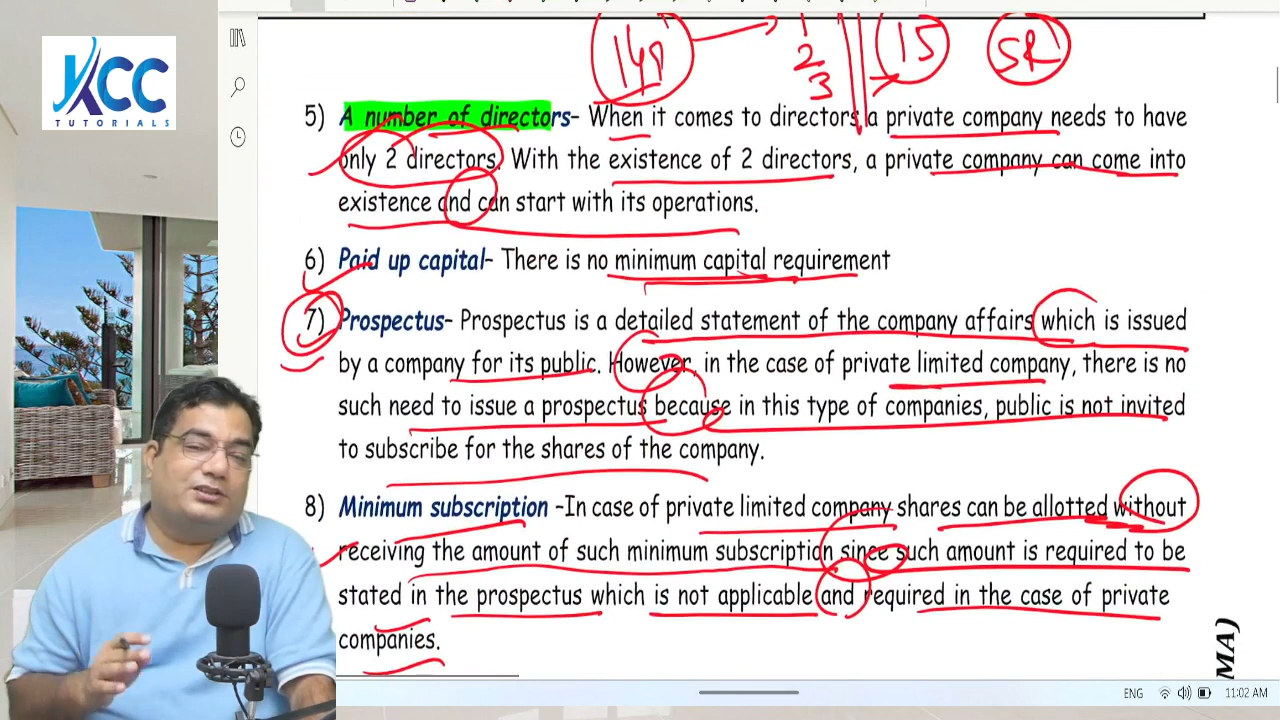 KCC
TUTORIALS
1
2
3
15
SR
5) A number of directors- When it comes to directors a private company needs to have
only 2 directors. With the existence of 2 directors, a private company can come into
existence and can start with its operations.
6) Paid up capital- There is no minimum capital requirement
7) Prospectus- Prospectus is a detailed statement of the company affairs which is issued
by a company for its public. However, in the case of private limited company, there is no
such need to issue a prospectus because in this type of companies, public is not invited
to subscribe for the shares of the company.
8) Minimum subscription -In case of private limited company shares can be allotted without
receiving the amount of such minimum subscription since such amount is required to be
stated in the prospectus which is not applicable and required in the case of private
companies.
MA)
ENG
11:02 AM